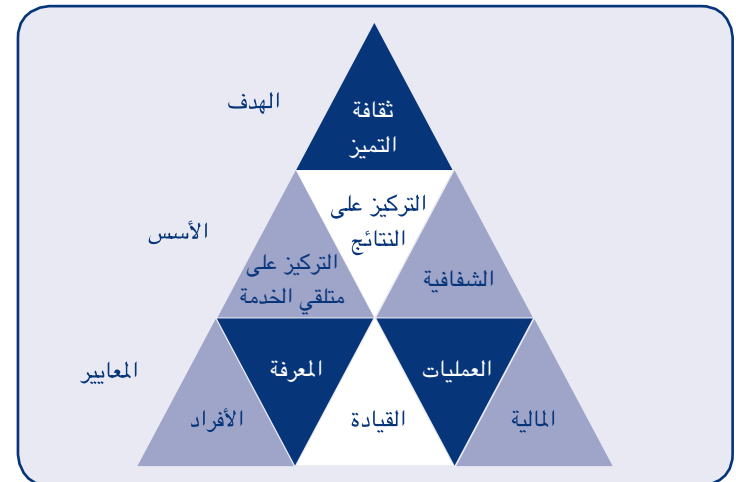 الهدف
ثقافة
التميز
الأسس
التركيز على
النتائج
الشفافية
التركيز على
متلقي الخدمة
المعايير
العمليات
المعرفة
المالية
القيادة
الأفراد